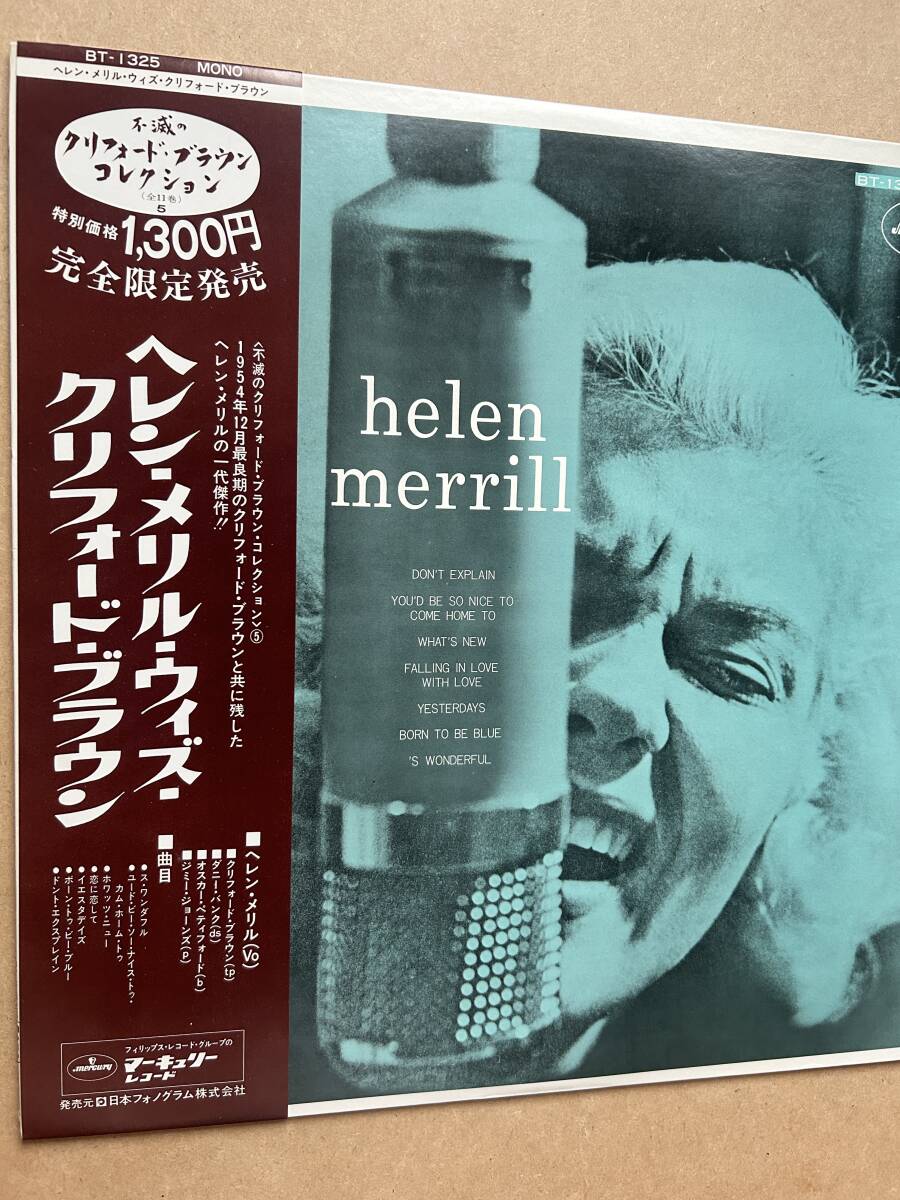 BT-1325 MONO
ヘレン・メリル・ウィズ・クリフォード・ブラウン
不滅の
クリフォード・ブラウン
コレクション
(全11巻)
5
特別価格1,300円
完全限定発売
〈不滅のクリフォード・ブラウン・コレクション〉⑤
1954年12月最良期のクリフォード・ブラウンと共に残した
ヘレン・メリルの一代傑作!!
ヘレン・メリル・ウィズ・
クリフォード・ブラウン
■ヘレン・メリル(Vo)
■クリフォード・ブラウン(tp)
■ダニー・バンク(ds)
■オスカー・ペティフォード(b)
■ジミー・ジョーンズ(p)
■曲目
●ス・ワンダフル
●ユード・ビー・ソー・ナイス・トゥ・
カム・ホーム・トゥ
●ホワッツ・ニュー
●恋に恋して
●イエスタデイズ
●ボーン・トゥ・ビー・ブルー
●ドント・エクスプレイン
mercury
フィリップス・レコード・グループの
マーキュリー
レコード
発売元 日本フォノグラム株式会社
helen
merrill
DON'T EXPLAIN
YOU'D BE SO NICE TO
COME HOME TO
WHAT'S NEW
FALLING IN LOVE
WITH LOVE
YESTERDAYS
BORN TO BE BLUE
'S WONDERFUL
BT-13